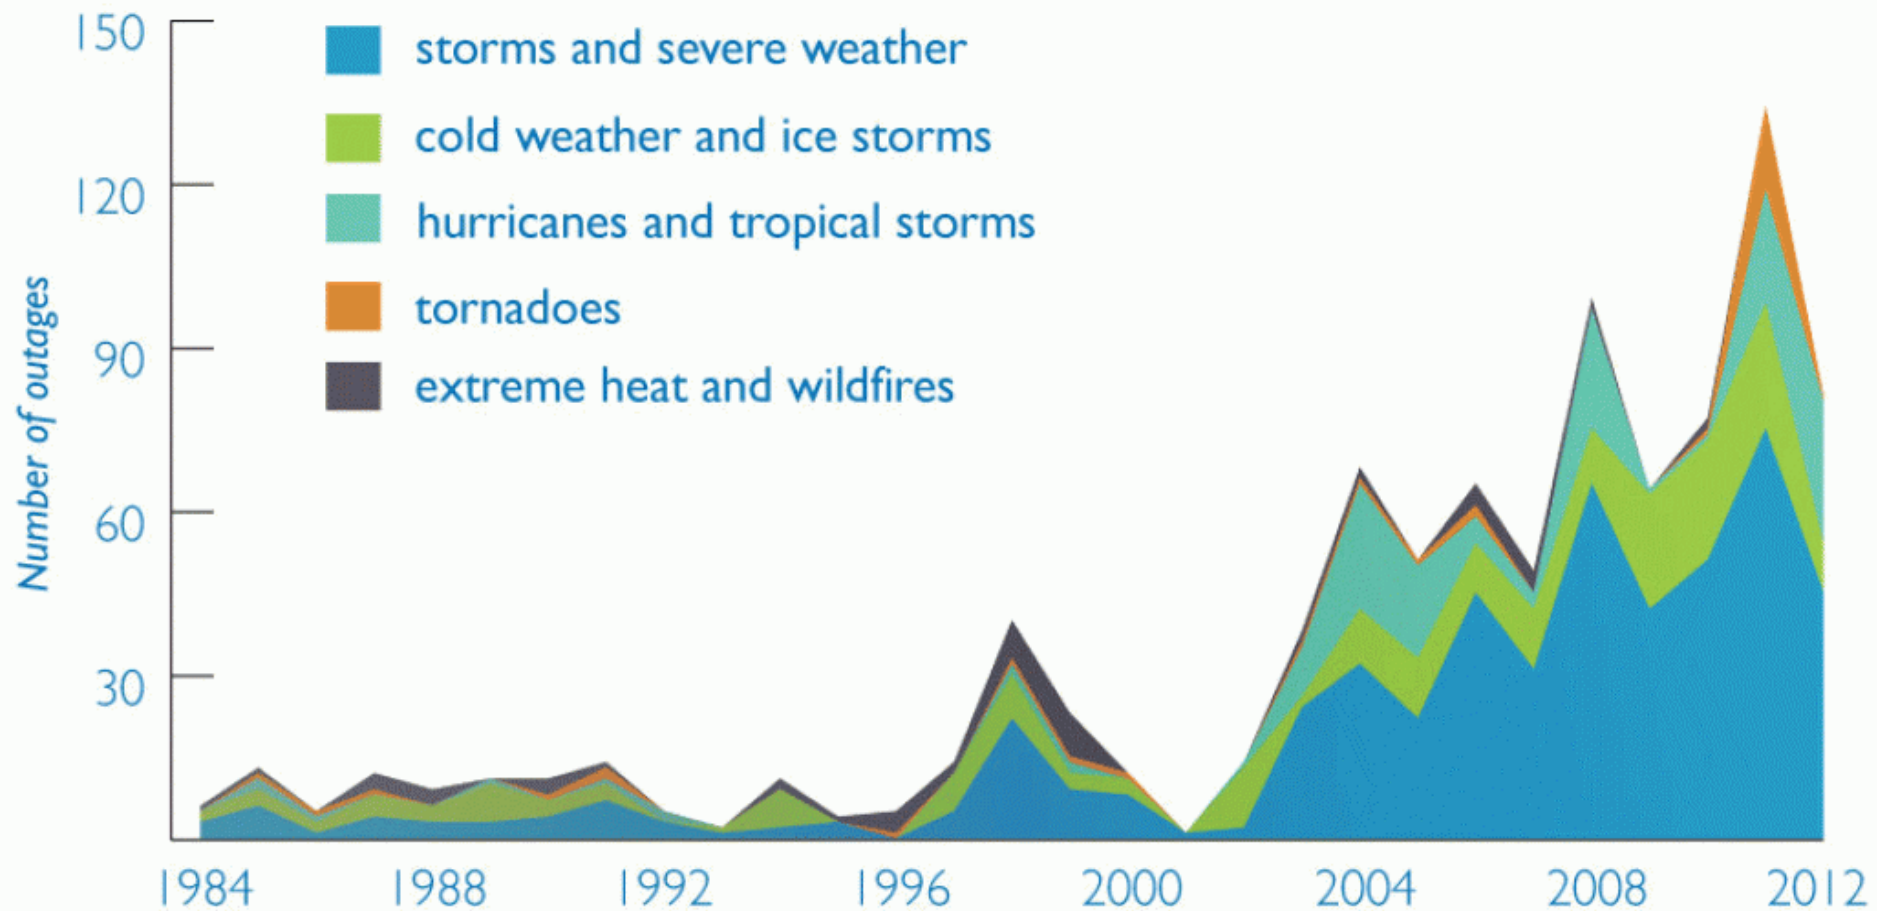 150
120
90
60
30
Number of outages
storms and severe weather
cold weather and ice storms
hurricanes and tropical storms
tornadoes
extreme heat and wildfires
1984 1988 1992 1996 2000 2004 2008 2012